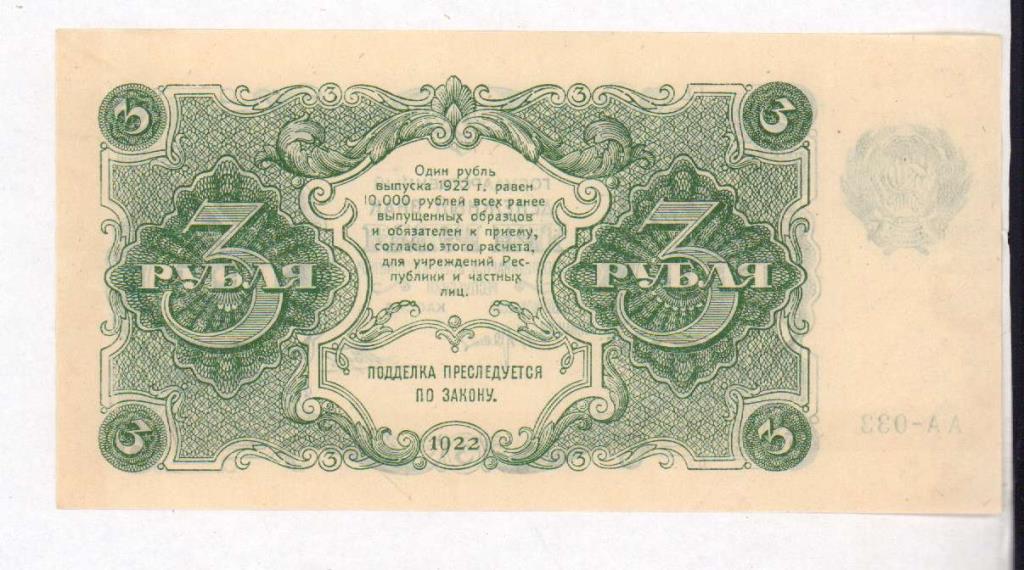 3 3 3 3
3 РУБЛЯ
Один рубль
выпуска 1922 г. равен
10,000 рублей всех ранее
выпущенных образцов
и обязателен к приему,
согласно этого расчета,
для учреждений Рес-
публики и частных
лиц.
3 РУБЛЯ
ПОДДЕЛКА ПРЕСЛЕДУЕТСЯ
ПО ЗАКОНУ.
АА-033
3 3 1922 3 3